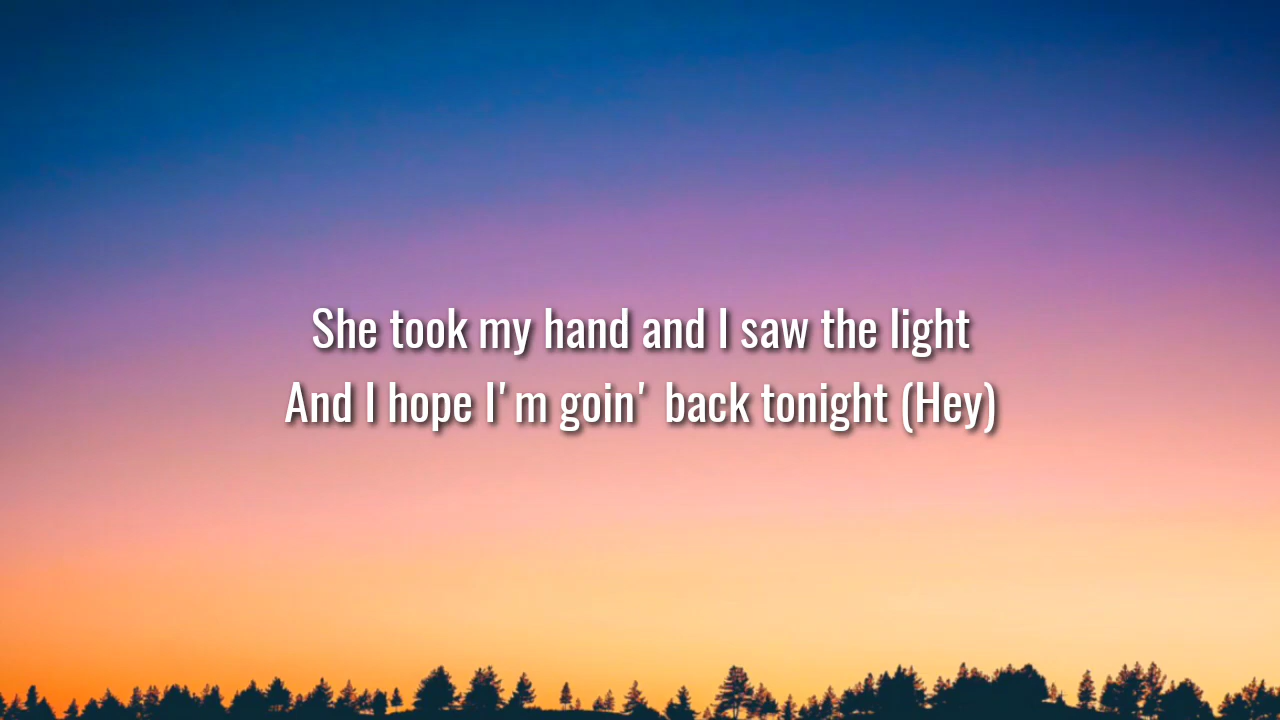 She took my hand and I saw the light
And I hope I'm goin' back tonight (Hey)